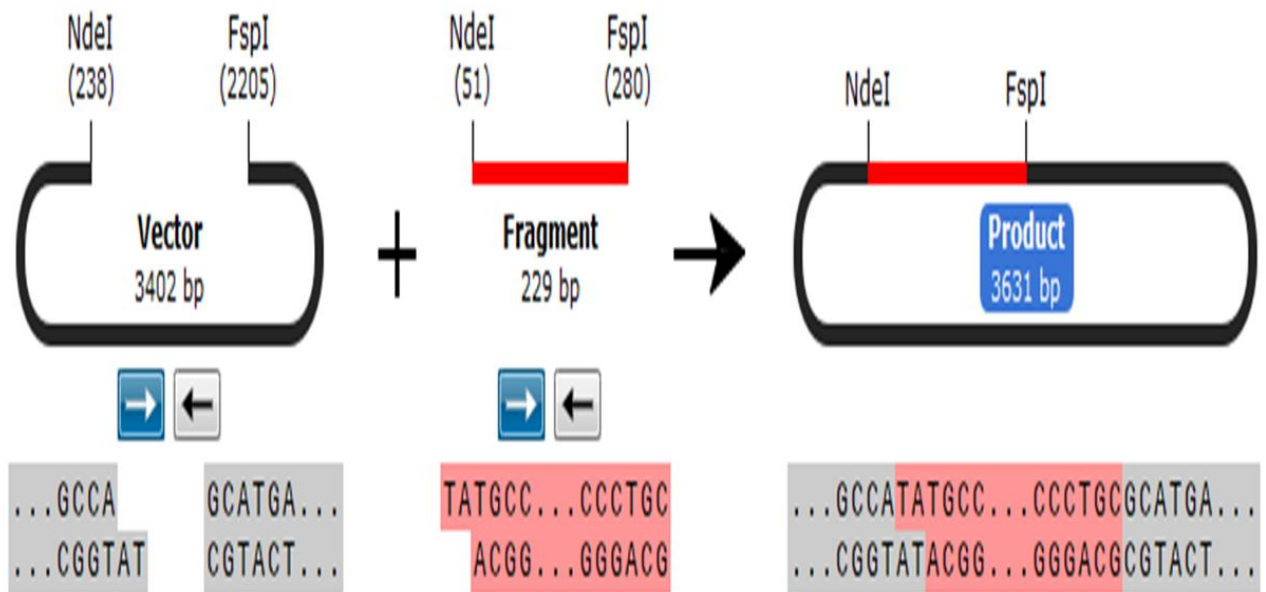 NdeI
(238)
FspI
(2205)
Vector
3402 bp
...GCCA
...CGGTAT
GCATGA...
CGTACT...
+
NdeI
(51)
FspI
(280)
Fragment
229 bp
TATGCC...CCCTGC
ACGG...GGGACG
NdeI
FspI
Product
3631 bp
...GCCATATGCC...CCCTGCGCATGA...
...CGGTATACGG...GGGACGCGTACT...